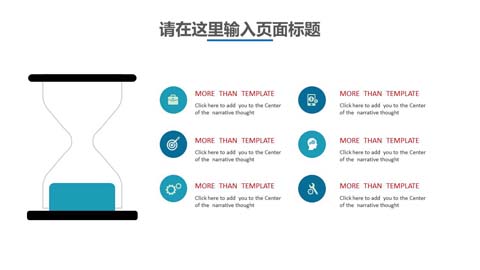 请在这里输入页面标题
MORE THAN TEMPLATE
Click here to add you to the Center
of the narrative thought
MORE THAN TEMPLATE
Click here to add you to the Center
of the narrative thought
MORE THAN TEMPLATE
Click here to add you to the Center
of the narrative thought
MORE THAN TEMPLATE
Click here to add you to the Center
of the narrative thought
MORE THAN TEMPLATE
Click here to add you to the Center
of the narrative thought
MORE THAN TEMPLATE
Click here to add you to the Center
of the narrative thought